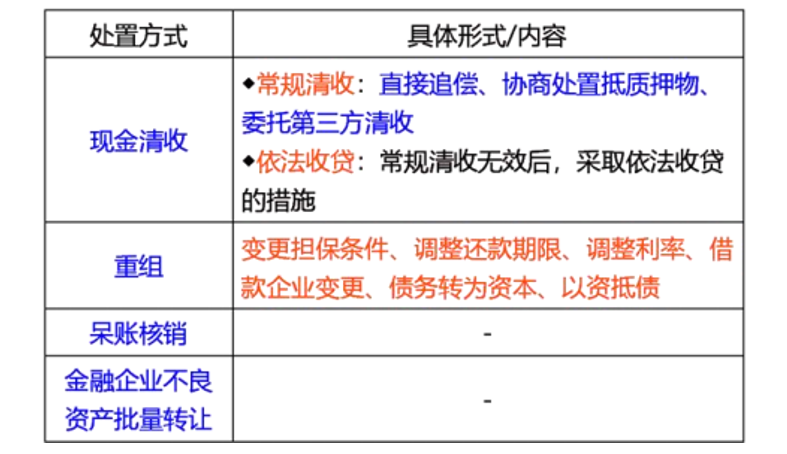 处置方式
具体形式/内容
现金清收
◆常规清收：直接追偿、协商处置抵质押物、
委托第三方清收
◆依法收贷：常规清收无效后，采取依法收贷
的措施
重组
变更担保条件、调整还款期限、调整利率、借
款企业变更、债务转为资本、以资抵债
呆账核销
-
金融企业不良
资产批量转让
-